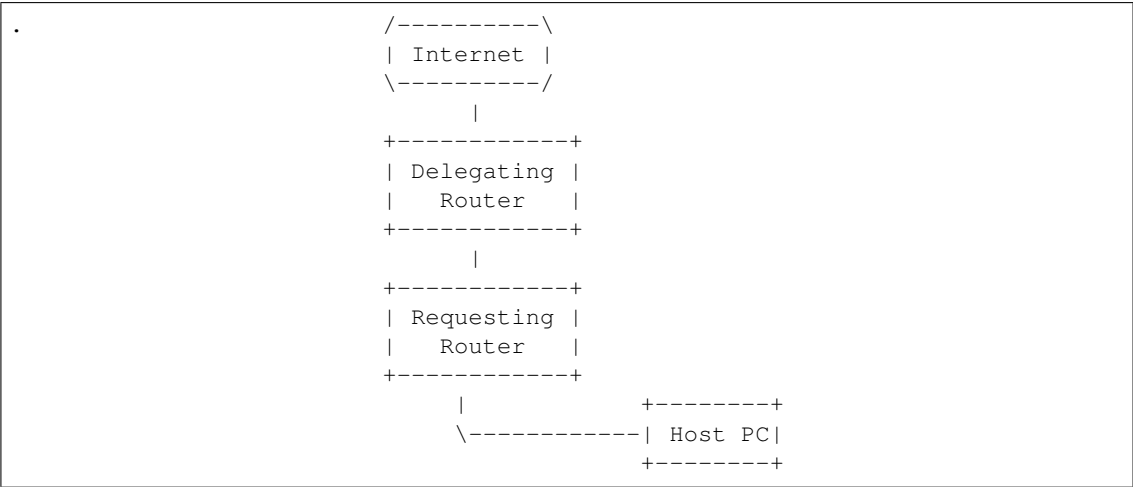 .                         /----------\
                          | Internet |
                          \----------/
                                |
                          +------------+
                          | Delegating |
                          |   Router   |
                          +------------+
                                |
                          +------------+
                          | Requesting |
                          |   Router   |
                          +------------+
                               |            +--------+
                               \------------| Host PC|
                                            +--------+